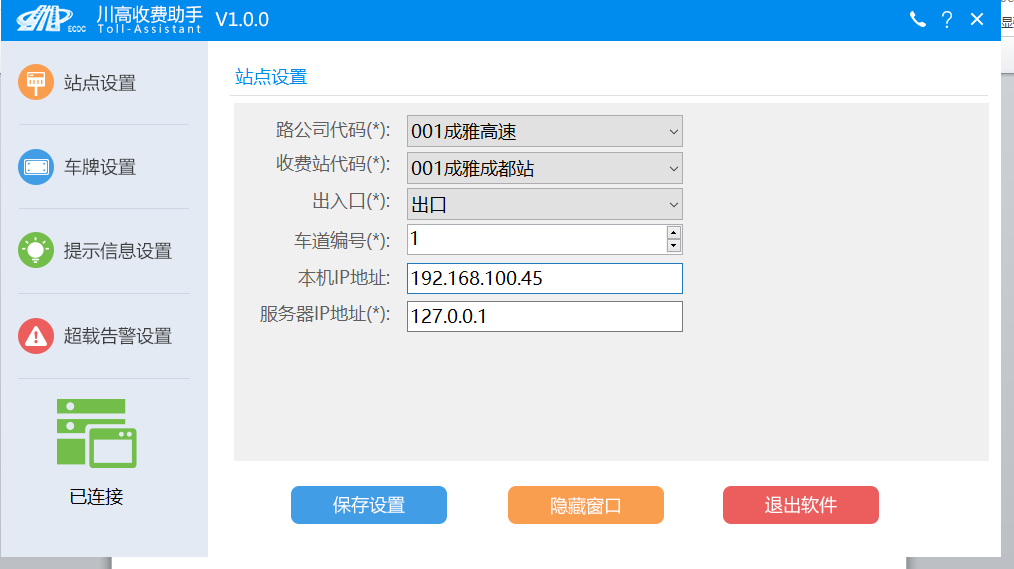 川高收费助手 V1.0.0
ECDC Toll-Assistant
站点设置
车牌设置
提示信息设置
超载告警设置
已连接
站点设置
路公司代码(*): 001成雅高速
收费站代码(*): 001成雅成都站
出入口(*): 出口
车道编号(*): 1
本机IP地址: 192.168.100.45
服务器IP地址(*): 127.0.0.1
保存设置 隐藏窗口 退出软件